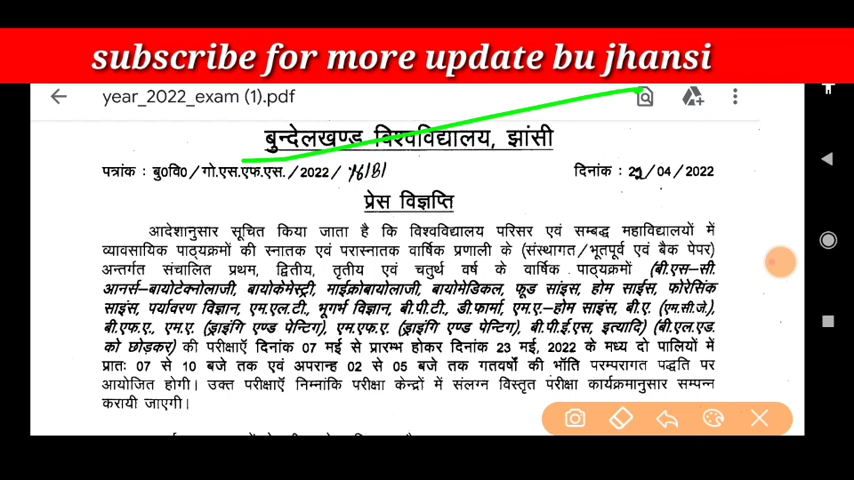 subscribe for more update bu jhansi
year_2022_exam (1).pdf
बुन्देलखण्ड विश्वविद्यालय, झांसी
पत्रांक : बु0वि0/गो.एस.एफ.एस./2022/ दिनांक : 21/04/2022
प्रेस विज्ञप्ति
आदेशानुसार सूचित किया जाता है कि विश्वविद्यालय परिसर एवं सम्बद्ध महाविद्यालयों में
व्यावसायिक पाठ्यक्रमों की स्नातक एवं परास्नातक वार्षिक प्रणाली के (संस्थागत/भूतपूर्व एवं बैक पेपर)
अन्तर्गत संचालित प्रथम, द्वितीय, तृतीय एवं चतुर्थ वर्ष के वार्षिक पाठ्यक्रमों (बी.एस–सी.
आनर्स–बायोटेक्नोलाजी, बायोकेमेस्ट्री, माइक्रोबायोलाजी, बायोमेडिकल, फूड सांइस, होम साईंस, फोरेसिंक
साइंस, पर्यावरण विज्ञान, एम.एल.टी., भूगर्भ विज्ञान, बी.पी.टी., डी.फार्मा, एम.ए.–होम साइंस, बी.ए. (एम.सी.जे.),
बी.एफ.ए., एम.ए. (ड्राइंग एण्ड पेन्टिग), एम.एफ.ए. (ड्राइंग एण्ड पेन्टिग), बी.पी.ई.एस, इत्यादि) (बी.एल.एड.
को छोड़कर) की परीक्षाऍ दिनांक 07 मई से प्रारम्भ होकर दिनांक 23 मई, 2022 के मध्य दो पालियों में
प्रातः 07 से 10 बजे तक एवं अपरान्ह 02 से 05 बजे तक गतवर्षों की भॉति परम्परागत पद्धति पर
आयोजित होगी। उक्त परीक्षाऍ निम्नांकि परीक्षा केन्द्रों में संलग्न विस्तृत परीक्षा कार्यक्रमानुसार सम्पन्न
करायी जाएगी।